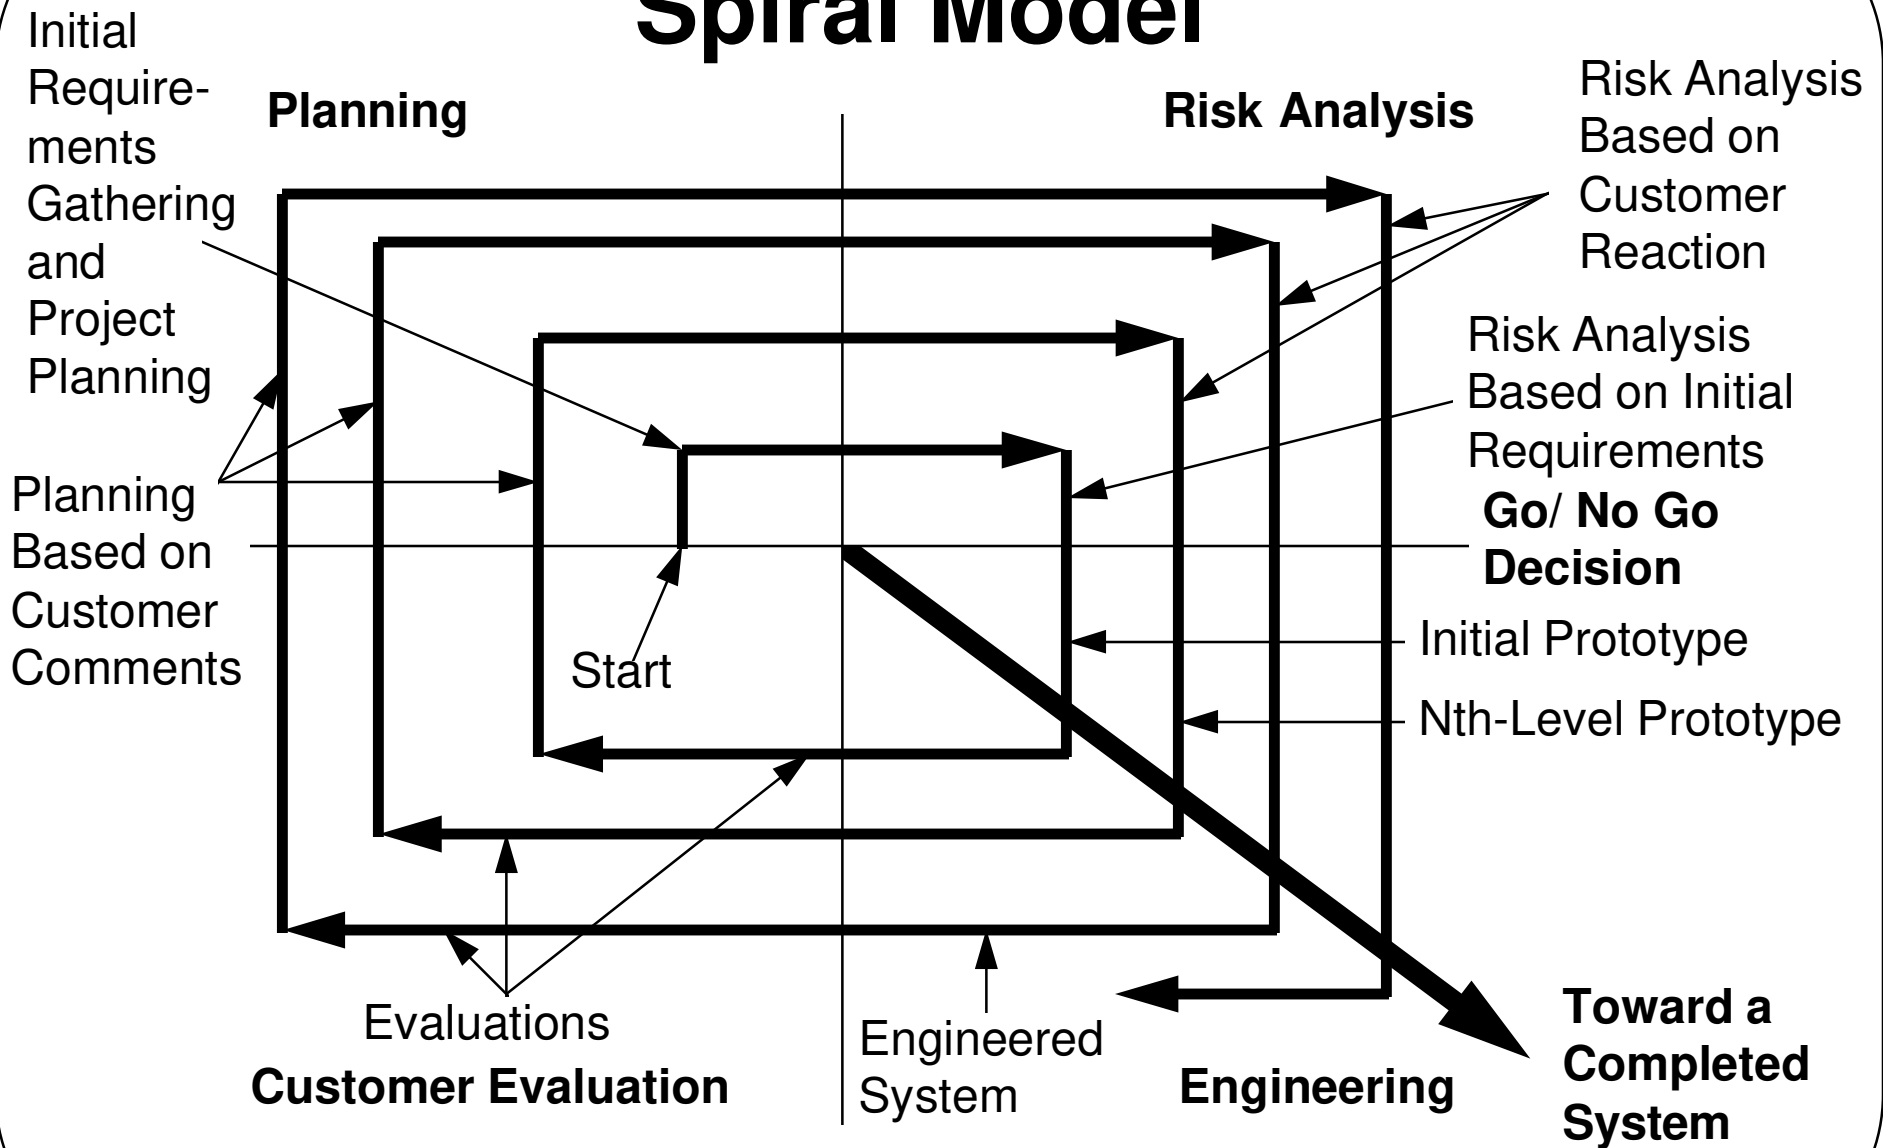 Spiral Model
Initial
Require-
ments
Gathering
and
Project
Planning
Planning
Risk Analysis
Risk Analysis
Based on
Customer
Reaction
Risk Analysis
Based on Initial
Requirements
Go/ No Go
Decision
Planning
Based on
Customer
Comments
Start
Initial Prototype
Nth-Level Prototype
Evaluations
Customer Evaluation
Engineered
System
Engineering
Toward a
Completed
System